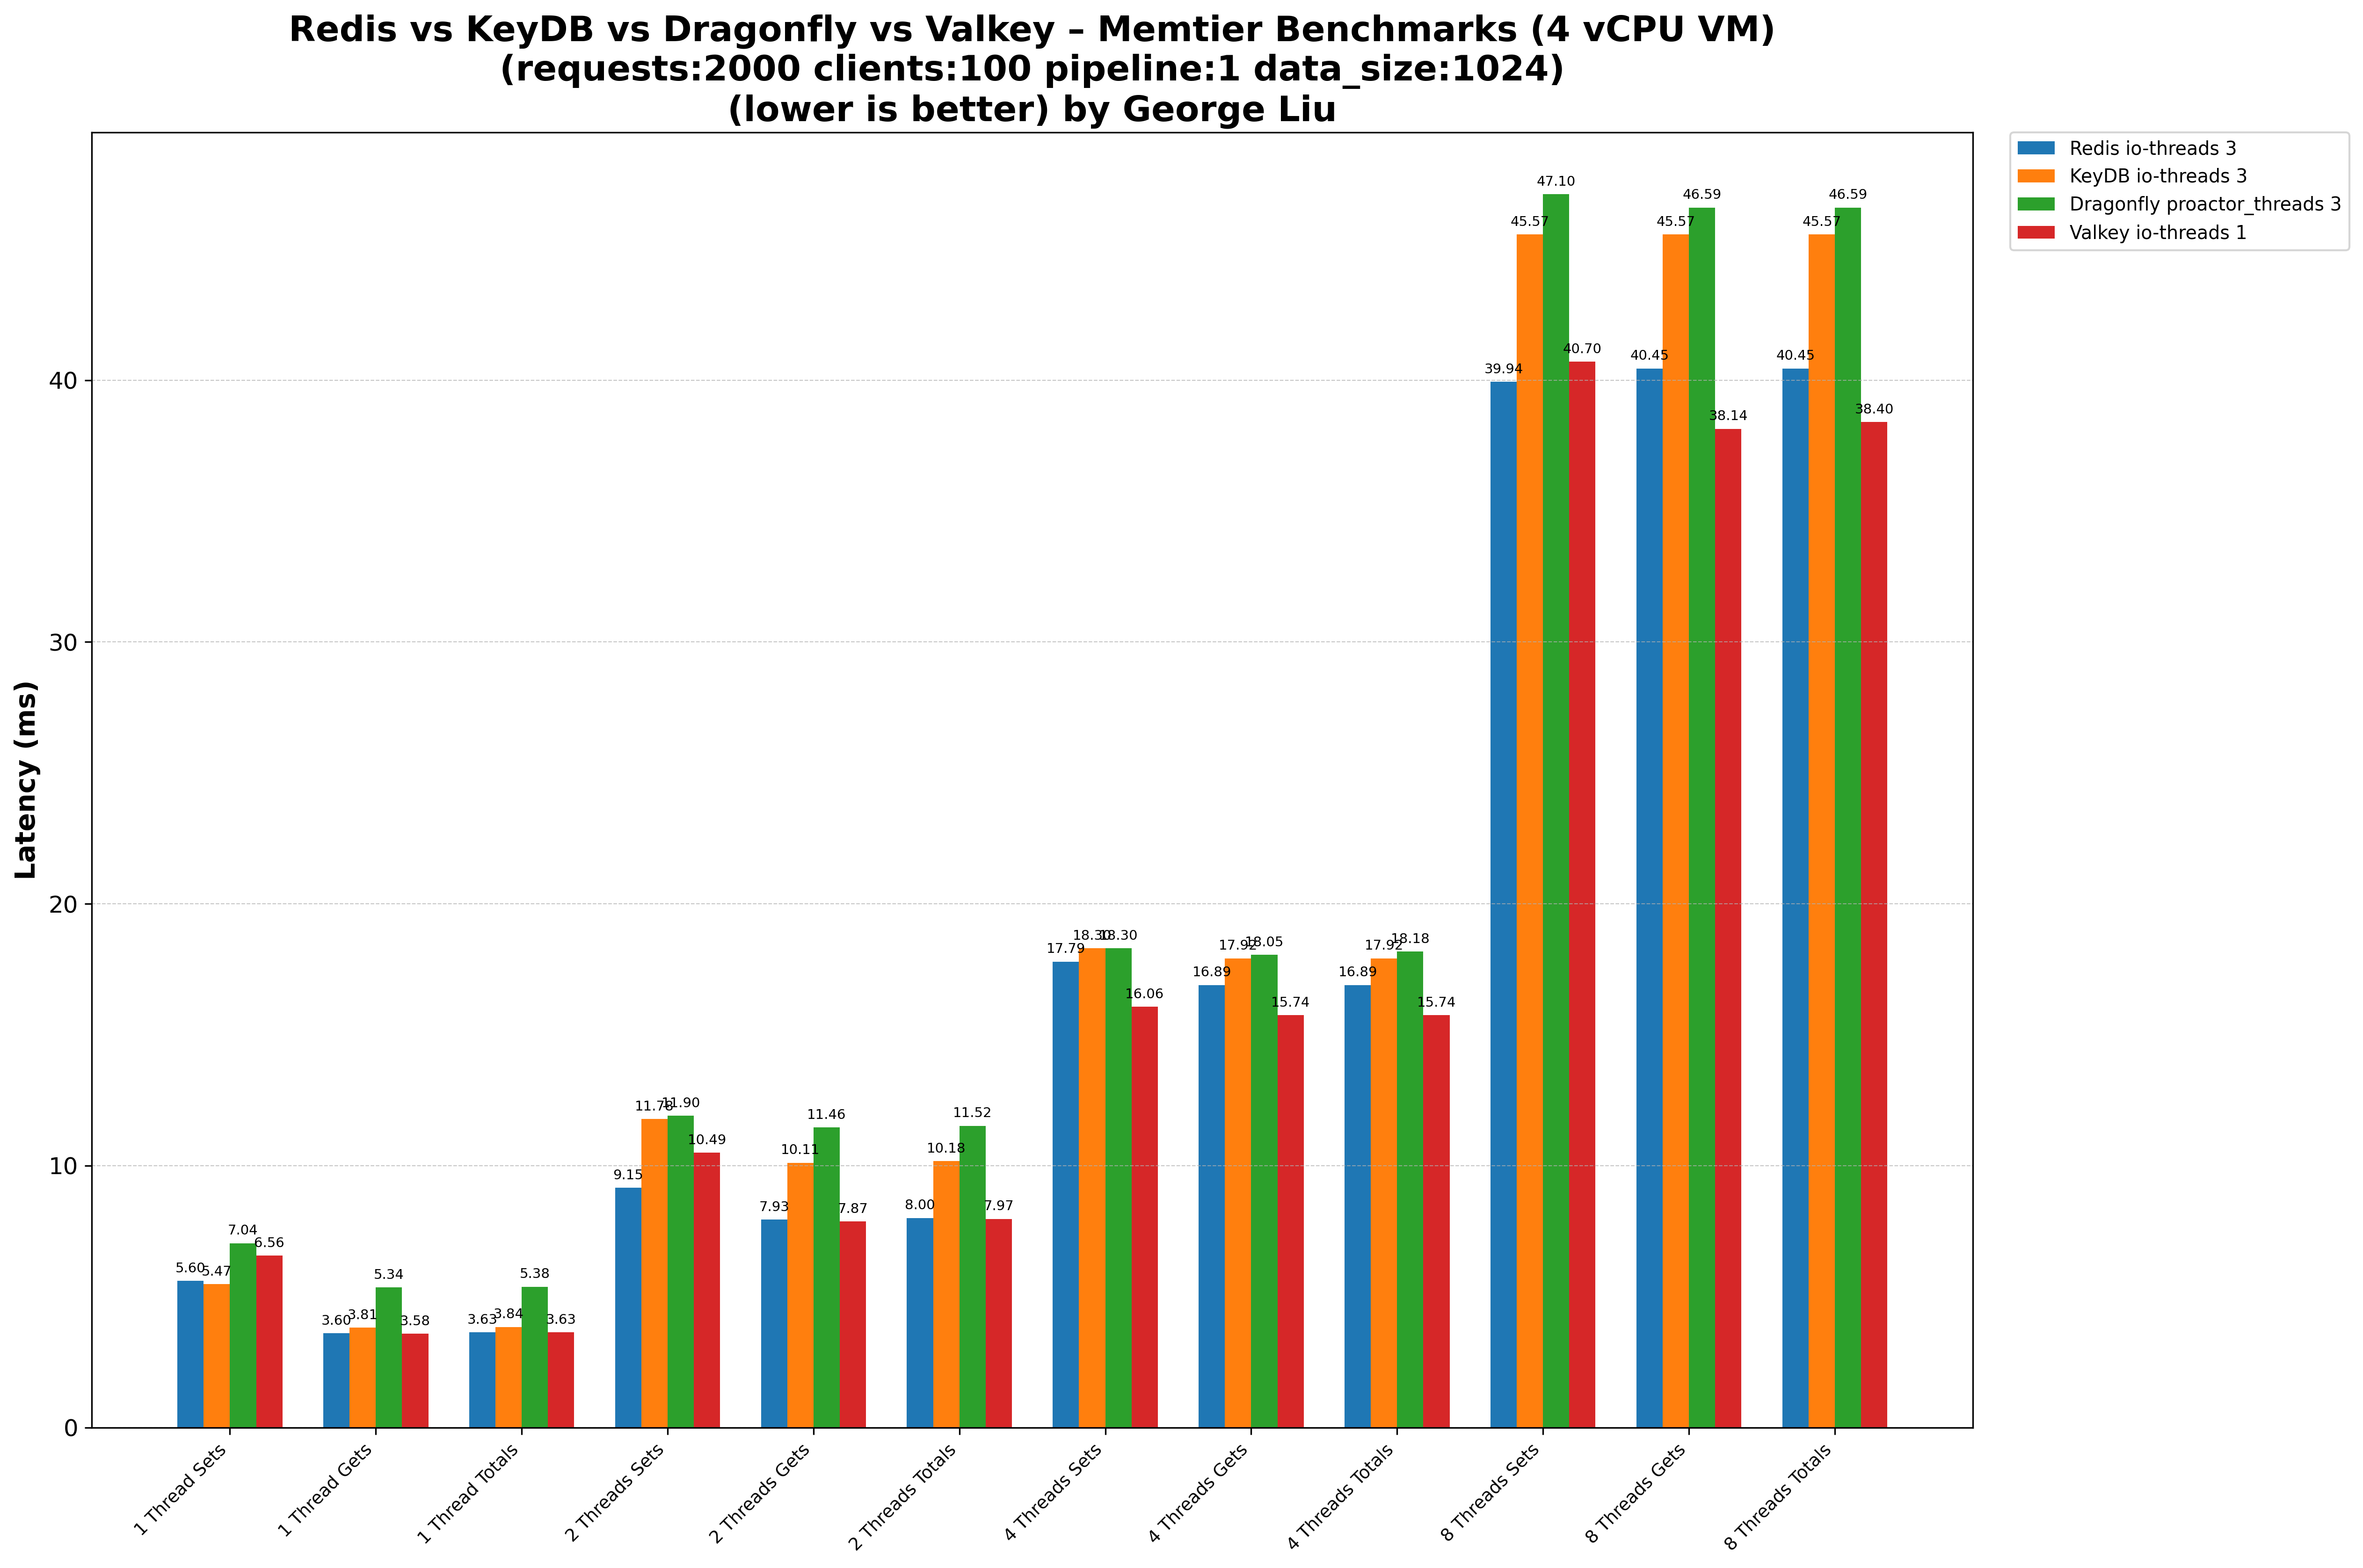 Redis vs KeyDB vs Dragonfly vs Valkey – Memtier Benchmarks (4 vCPU VM)
(requests:2000 clients:100 pipeline:1 data_size:1024)
(lower is better) by George Liu
Redis io-threads 3
KeyDB io-threads 3
Dragonfly proactor_threads 3
Valkey io-threads 1
Latency (ms)
40
30
20
10
0
5.60
5.47
7.04
6.56
3.60
3.81
5.34
3.58
3.63
3.84
5.38
3.63
9.15
11.78
11.90
10.49
7.93
10.11
11.46
7.87
8.00
10.18
11.52
7.97
17.79
18.30
18.30
16.06
16.89
17.92
18.05
15.74
16.89
17.92
18.18
15.74
39.94
45.57
47.10
40.70
40.45
45.57
46.59
38.14
40.45
45.57
46.59
38.40
1 Thread Sets
1 Thread Gets
1 Thread Totals
2 Threads Sets
2 Threads Gets
2 Threads Totals
4 Threads Sets
4 Threads Gets
4 Threads Totals
8 Threads Sets
8 Threads Gets
8 Threads Totals